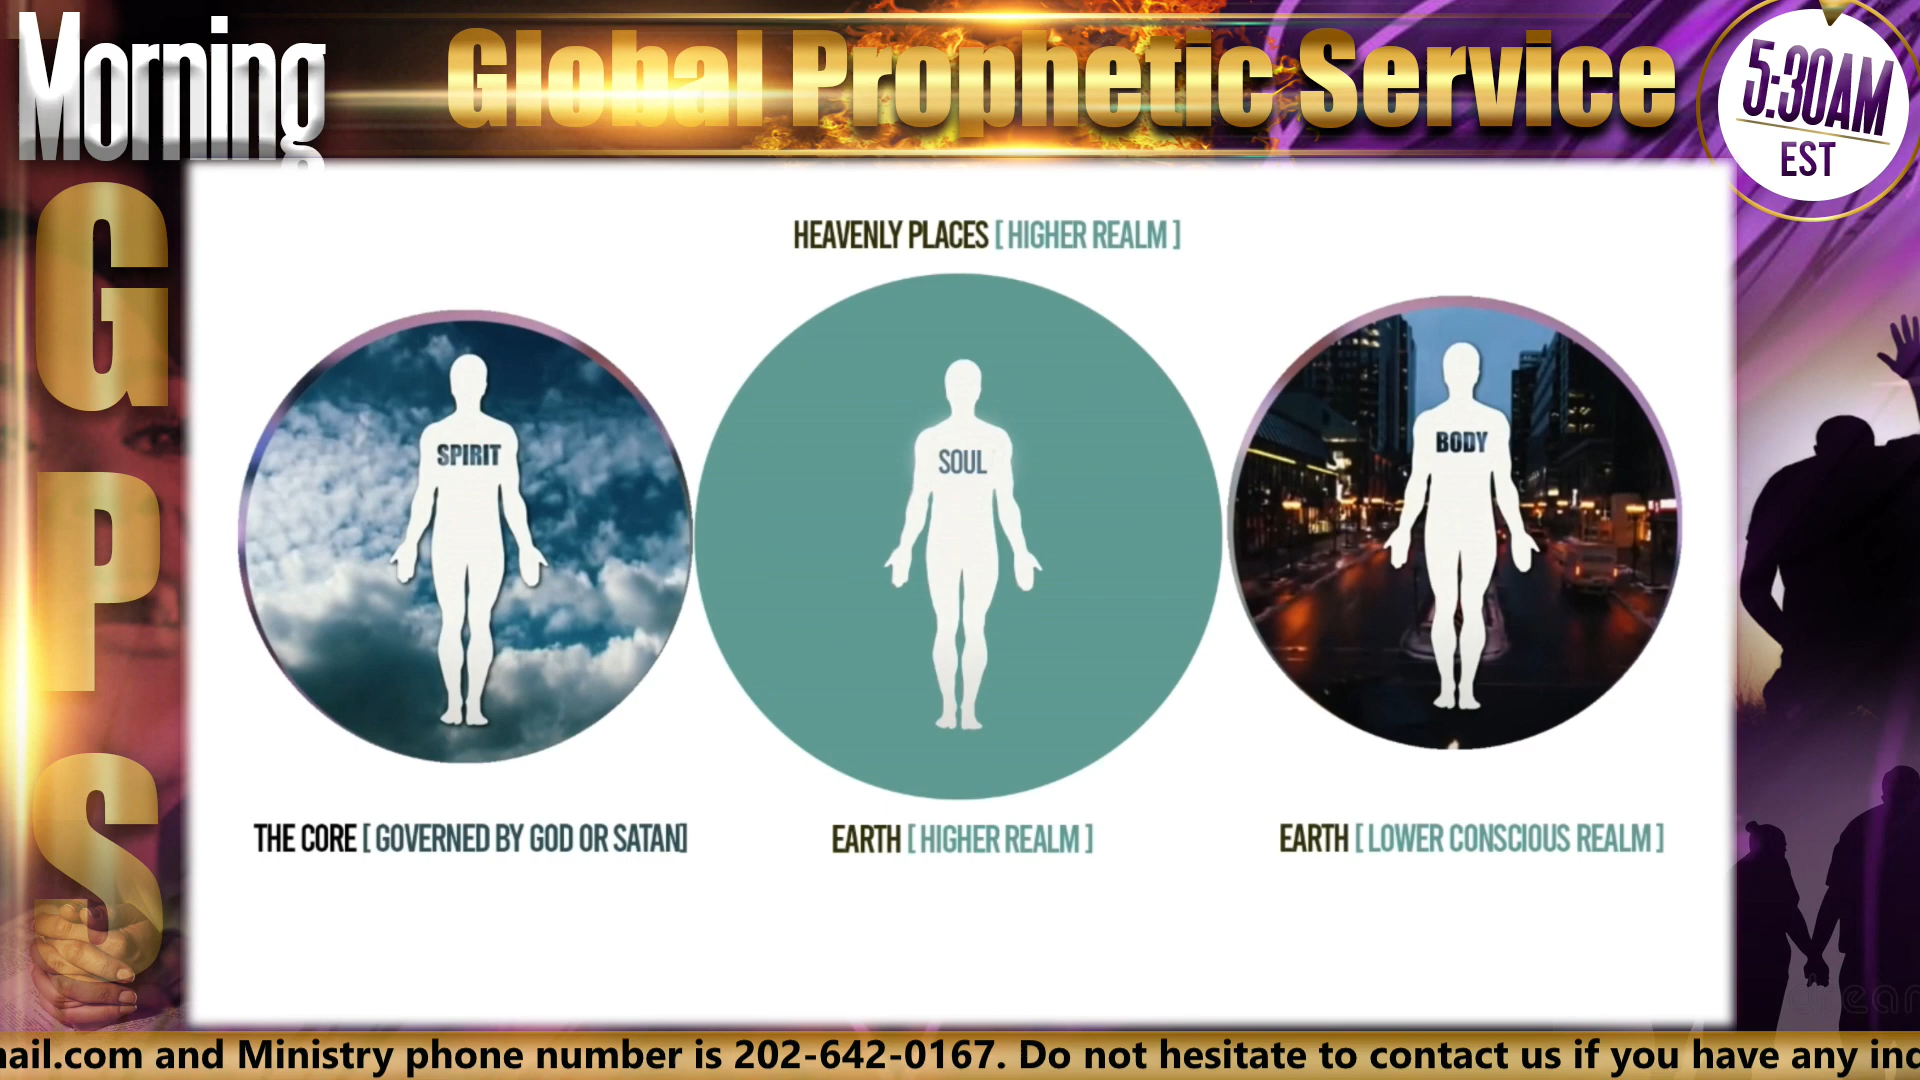 Morning
Global Prophetic Service
5:30AM
EST
G
P
S
HEAVENLY PLACES [ HIGHER REALM ]
SPIRIT
SOUL
BODY
THE CORE [ GOVERNED BY GOD OR SATAN]
EARTH [ HIGHER REALM ]
EARTH [ LOWER CONSCIOUS REALM ]
ail.com and Ministry phone number is 202-642-0167. Do not hesitate to contact us if you have any